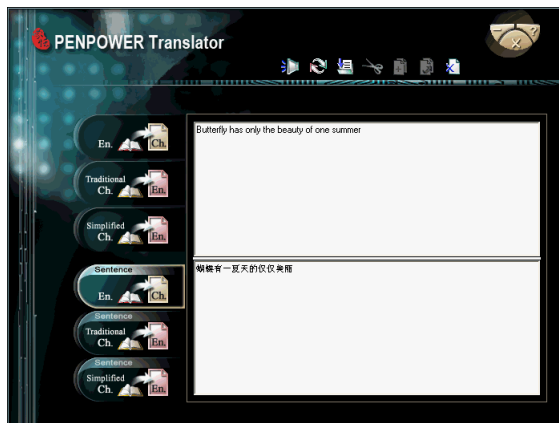 PENPOWER Translator
?
Butterfly has only the beauty of one summer
En.
Ch.
Traditional
Ch.
En.
Simplified
Ch.
En.
Sentence
En.
Ch.
蝴蝶有一夏天的仅仅美丽
Sentence
Traditional
Ch.
En.
Sentence
Simplified
Ch.
En.